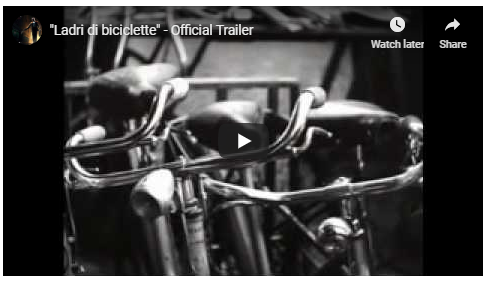 "Ladri di biciclette" - Official Trailer
Watch later
Share